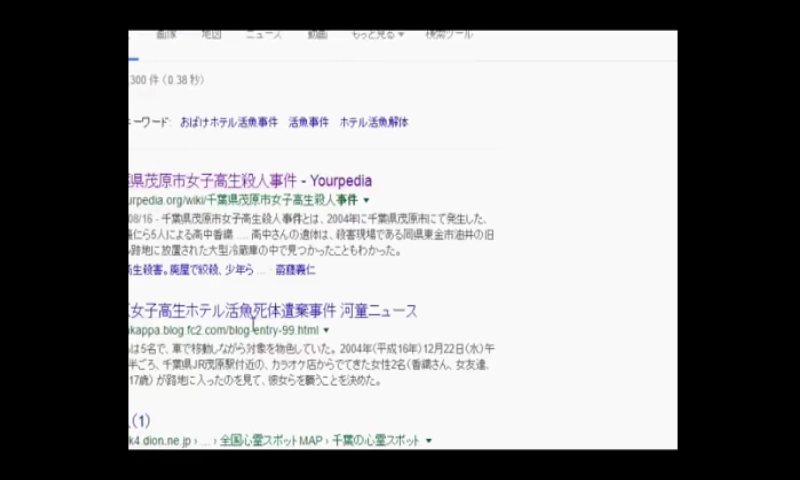 画像 地図 ニュース 動画 もっと見る 検索ツール
300 件 (0.38 秒)
キーワード: おばけホテル活魚事件 活魚事件 ホテル活魚解体
県茂原市女子高生殺人事件 - Yourpedia
urpedia.org/wiki/千葉県茂原市女子高生殺人事件
08/16 - 千葉県茂原市女子高生殺人事件とは、2004年に千葉県茂原市にて発生した、
仁ら5人による高中香織 .... 高中さんの遺体は、殺害現場である同県東金市油井の旧
路地に放置された大型冷蔵庫の中で見つかったこともわかった。
高生殺害。廃屋で絞殺、少年ら ... - 斎藤義仁
女子高生ホテル活魚死体遺棄事件 河童ニュース
kappa.blog.fc2.com/blog-entry-99.html
は5名で、車で移動しながら対象を物色していた。 2004年(平成16年)12月22日(水)午
半ごろ、千葉県JR茂原駅付近の、カラオケ店からでてきた女性2名(香織さん、女友達、
17歳) が路地に入ったのを見て、彼女らを襲うことを決めた。
(1)
k4.dion.ne.jp › ... › 全国心霊スポットMAP › 千葉の心霊スポット